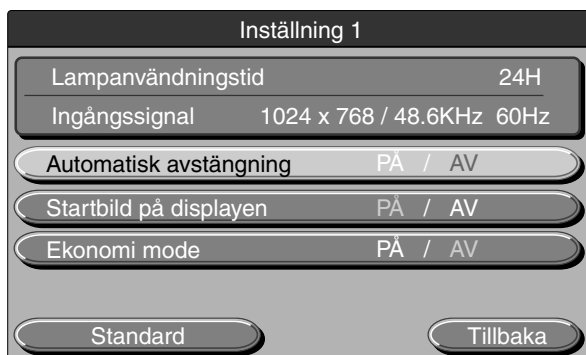 Inställning 1
Lampanvändningstid 24H
Ingångssignal 1024 x 768 / 48.6KHz 60Hz
Automatisk avstängning PÅ / AV
Startbild på displayen PÅ / AV
Ekonomi mode PÅ / AV
Standard Tillbaka